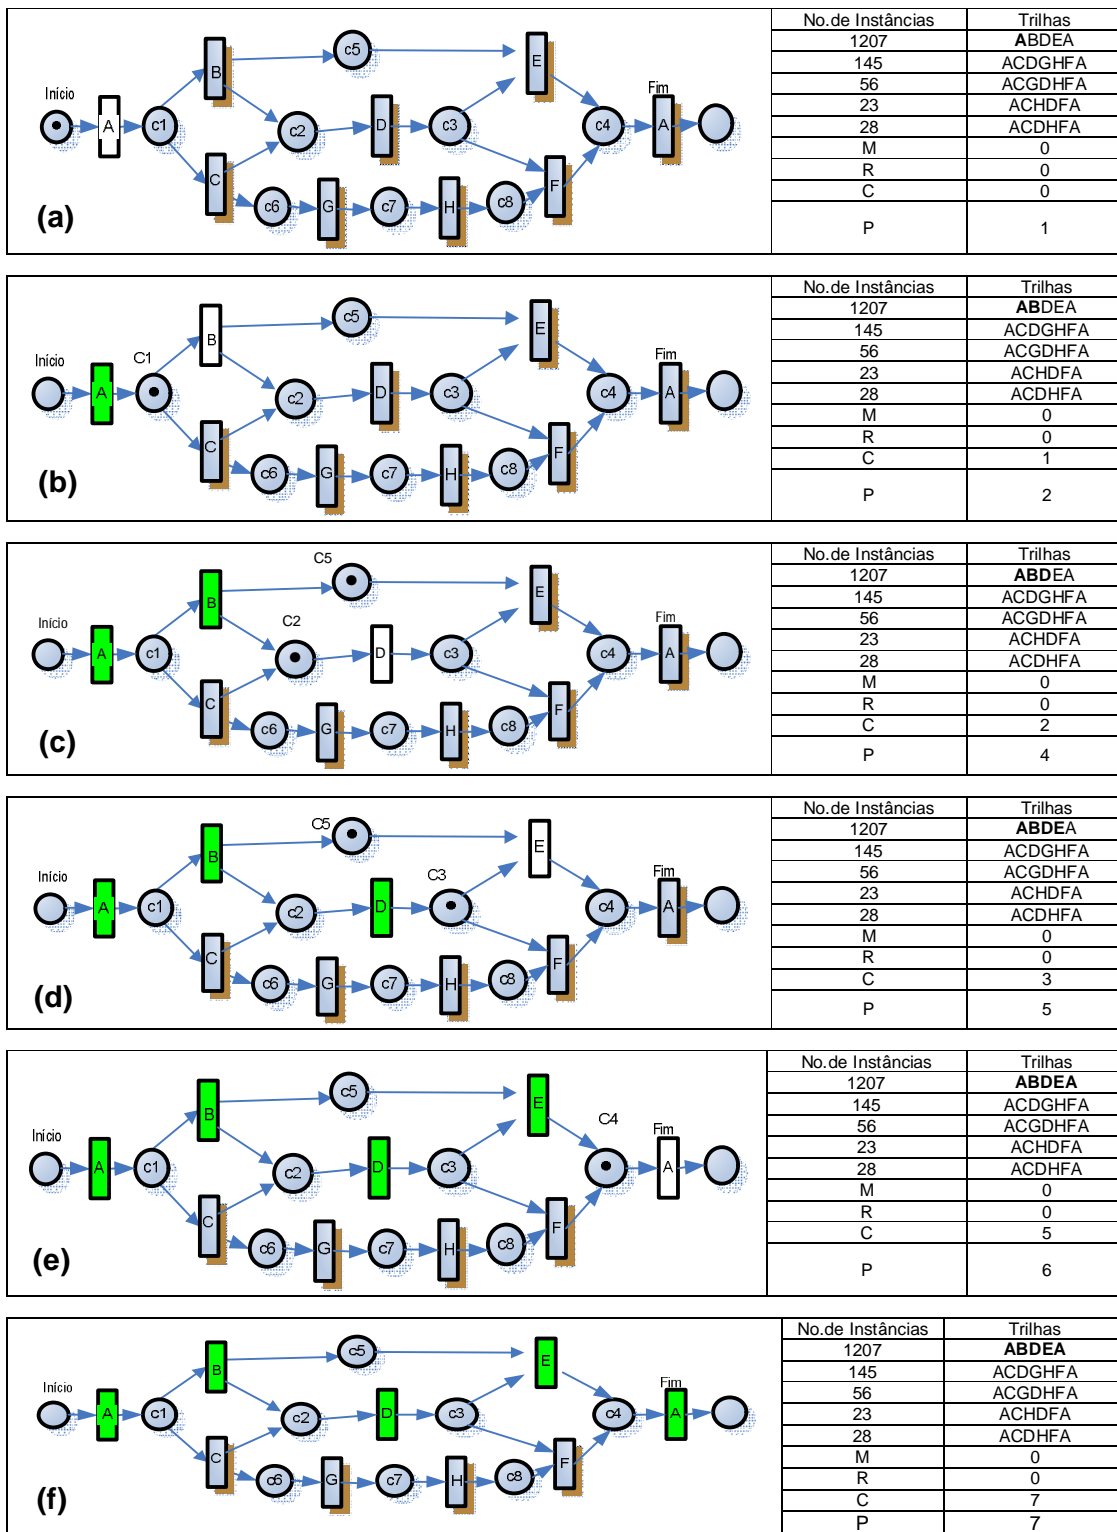 No.de Instâncias Trilhas
1207 ABDEA
145 ACDGHFA
56 ACGDHFA
23 ACHDFA
28 ACDHFA
M 0
R 0
C 0
P 1
Início A c1 B C c5 c2 c6 D G c7 c3 H c8 E F c4 Fim A
(a)
No.de Instâncias Trilhas
1207 ABDEA
145 ACDGHFA
56 ACGDHFA
23 ACHDFA
28 ACDHFA
M 0
R 0
C 1
P 2
Início A C1 B C c5 c2 c6 D G c7 c3 H c8 E F c4 Fim A
(b)
No.de Instâncias Trilhas
1207 ABDEA
145 ACDGHFA
56 ACGDHFA
23 ACHDFA
28 ACDHFA
M 0
R 0
C 2
P 4
Início A c1 B C C5 C2 c6 D G c7 c3 H c8 E F c4 Fim A
(c)
No.de Instâncias Trilhas
1207 ABDEA
145 ACDGHFA
56 ACGDHFA
23 ACHDFA
28 ACDHFA
M 0
R 0
C 3
P 5
Início A c1 B C C5 c2 c6 D G c7 C3 H c8 E F c4 Fim A
(d)
No.de Instâncias Trilhas
1207 ABDEA
145 ACDGHFA
56 ACGDHFA
23 ACHDFA
28 ACDHFA
M 0
R 0
C 5
P 6
Início A c1 B C c5 c2 c6 D G c7 c3 H c8 E F C4 Fim A
(e)
No.de Instâncias Trilhas
1207 ABDEA
145 ACDGHFA
56 ACGDHFA
23 ACHDFA
28 ACDHFA
M 0
R 0
C 7
P 7
Início A c1 B C c5 c2 c6 D G c7 c3 H c8 E F c4 Fim A
(f)